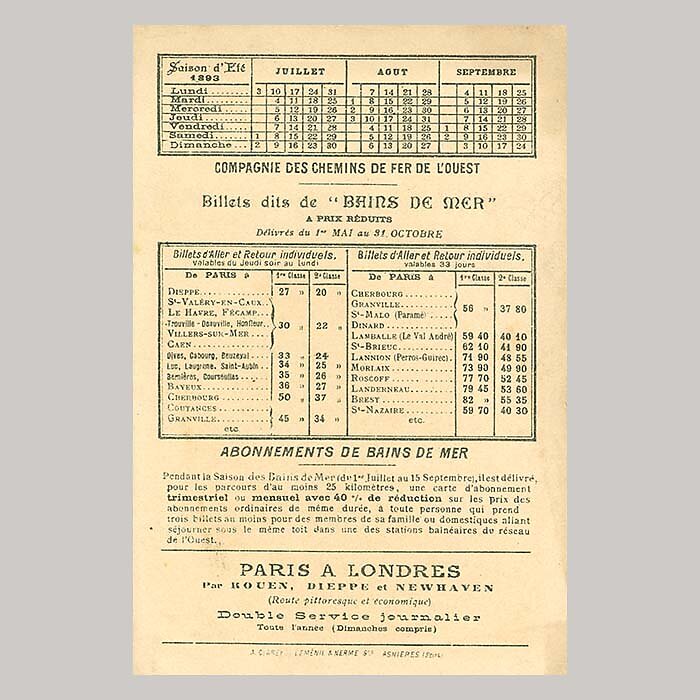 Saison d'Eté 1893 JUILLET AOUT SEPTEMBRE
Lundi....... 3 10 17 24 31 7 14 21 28 4 11 18 25
Mardi...... 4 11 18 25 1 8 15 22 29 5 12 19 26
Mercredi... 5 12 19 26 2 9 16 23 30 6 13 20 27
Jeudi....... 6 13 20 27 3 10 17 24 31 7 14 21 28
Vendredi... 7 14 21 28 4 11 18 25 1 8 15 22 29
Samedi..... 1 8 15 22 29 5 12 19 26 2 9 16 23 30
Dimanche... 2 9 16 23 30 6 13 20 27 3 10 17 24
COMPAGNIE DES CHEMINS DE FER DE L'OUEST
Billets dits de "BAINS DE MER"
A PRIX RÉDUITS
Délivrés du 1er MAI au 31 OCTOBRE
Billets d'Aller et Retour individuels.
valables du Jeudi soir au lundi
De PARIS à 1re Classe 2e Classe
DIEPPE....... 27 » 20 »
St-VALÉRY-EN-CAUX..
LE HAVRE, FÉCAMP...
Trouville-Deauville, Honfleur.. 30 » 22 »
VILLERS-SUR-MER ...
CAEN............
Dives, Cabourg, Beuzeval... 33 » 24
Luc, Langrune, Saint-Aubin.. 34 » 25 »
Bernières, Courseulles.... 35 » 26 »
BAYEUX......... 36 » 27 »
CHERBOURG........ 50 » 37 »
COUTANCES........
GRANVILLE......... 45 » 34 »
etc.
Billets d'Aller et Retour individuels.
valables 33 jours
De PARIS à 1re Classe 2e Classe
CHERBOURG.........
GRANVILLE......... 56 » 37 80
St-MALO (Paramé) ...
DINARD..........
LAMBALLE (Le Val André) 59 40 40 10
St-BRIEUC.......... 62 10 41 90
LANNION (Perros-Guirec). 71 90 48 55
MORLAIX.......... 73 90 49 90
ROSCOFF .......... 77 70 52 45
LANDERNEAU........ 79 45 53 60
BREST........... 82 » 55 35
St-NAZAIRE......... 59 70 40 30
etc.
ABONNEMENTS DE BAINS DE MER
Pendant la Saison des Bains de Mer (du 1er Juillet au 15 Septembre), il est délivré,
pour les parcours d'au moins 25 kilomètres, une carte d'abonnement
trimestriel ou mensuel avec 40 % de réduction sur les prix des
abonnements ordinaires de même durée, à toute personne qui prend
trois billets au moins pour des membres de sa famille ou domestiques allant
séjourner sous le même toit dans une des stations balnéaires du réseau
de l'Ouest.
PARIS A LONDRES
Par ROUEN, DIEPPE et NEWHAVEN
(Route pittoresque et économique)
Double Service journalier
Toute l'année (Dimanches compris)
LEMÉNIL & NERME ASNIÈRES